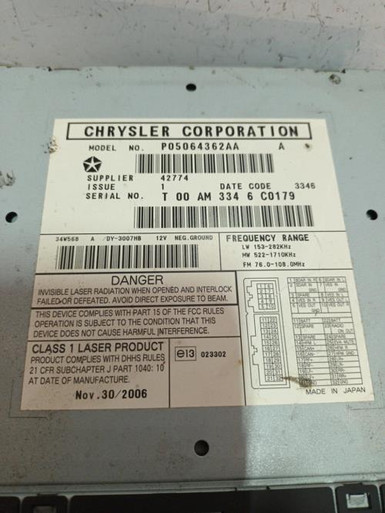 CHRYSLER CORPORATION
MODEL NO. P05064362AA A
SUPPLIER 42774
ISSUE 1 DATE CODE 3346
SERIAL NO. T 00 AM 334 6 C0179
34W568 A /DY-3007HB 12V NEG.GROUND
FREQUENCY RANGE
LW 153-282KHz
MW 522-1710KHz
FM 76.0-108.0MHz
DANGER
INVISIBLE LASER RADIATION WHEN OPENED AND INTERLOCK
FAILED OR DEFEATED. AVOID DIRECT EXPOSURE TO BEAM.
THIS DEVICE COMPLIES WITH PART 15 OF THE FCC RULES
OPERATION IS SUBJECT TO THE CONDITION THAT THIS
DEVICE DOES NOT CAUSE HARMFUL INTERFERENCE
CLASS 1 LASER PRODUCT
PRODUCT COMPLIES WITH DHHS RULES
21 CFR SUBCHAPTER J PART 1040: 10
AT DATE OF MANUFACTURE.
Nov.30/2006
e13 023302
MADE IN JAPAN